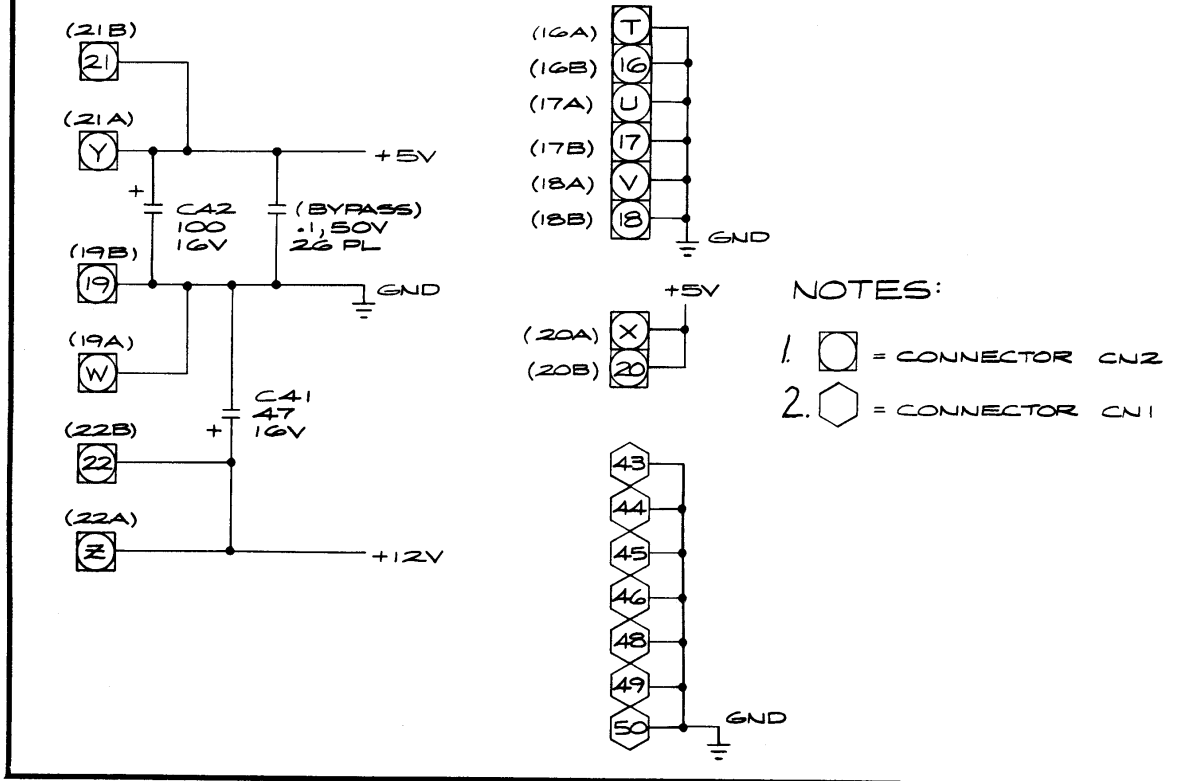 (21B)
21
(21A)
Y
+5V
+
C42
100
16V
(BYPASS)
.1, 50V
26 PL
(19B)
19
GND
(19A)
W
C41
47
16V
+
(22B)
22
(22A)
Z
+12V
(16A) T
(16B) 16
(17A) U
(17B) 17
(18A) V
(18B) 18
GND
+5V
(20A) X
(20B) 20
43
44
45
46
48
49
50
GND
NOTES:
1. = CONNECTOR CN2
2. = CONNECTOR CN1